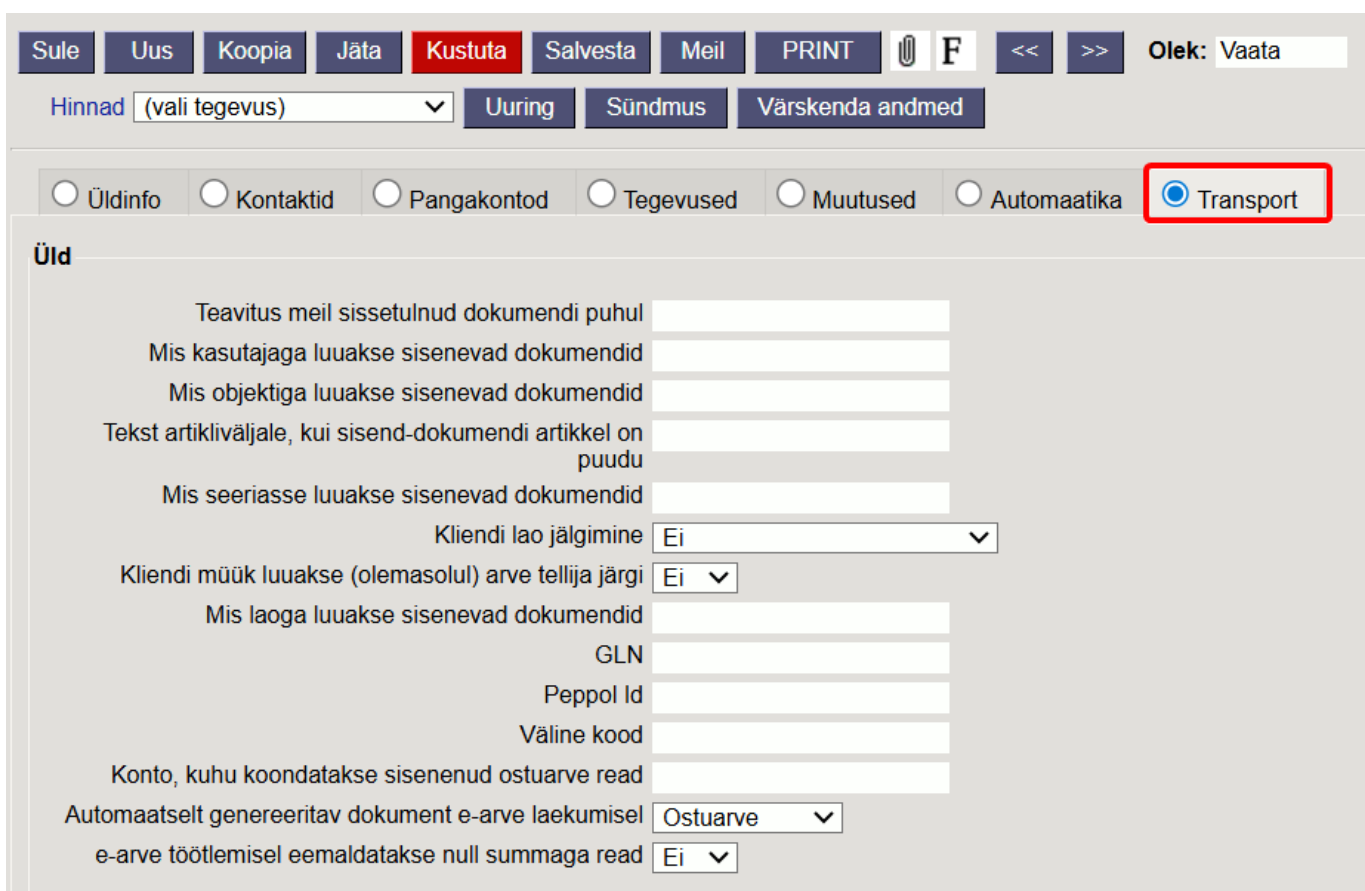 Sule Uus Koopia Jäta Kustuta Salvesta Meil PRINT F << >> Olek: Vaata
Hinnad (vali tegevus) Uuring Sündmus Värskenda andmed
Üldinfo Kontaktid Pangakontod Tegevused Muutused Automaatika Transport
Üld
Teavitus meil sissetulnud dokumendi puhul
Mis kasutajaga luuakse sisenevad dokumendid
Mis objektiga luuakse sisenevad dokumendid
Tekst artikliväljale, kui sisend-dokumendi artikkel on
puudu
Mis seeriasse luuakse sisenevad dokumendid
Kliendi lao jälgimine Ei
Kliendi müük luuakse (olemasolul) arve tellija järgi Ei
Mis laoga luuakse sisenevad dokumendid
GLN
Peppol Id
Väline kood
Konto, kuhu koondatakse sisenenud ostuarve read
Automaatselt genereeritav dokument e-arve laekumisel Ostuarve
e-arve töötlemisel eemaldatakse null summaga read Ei